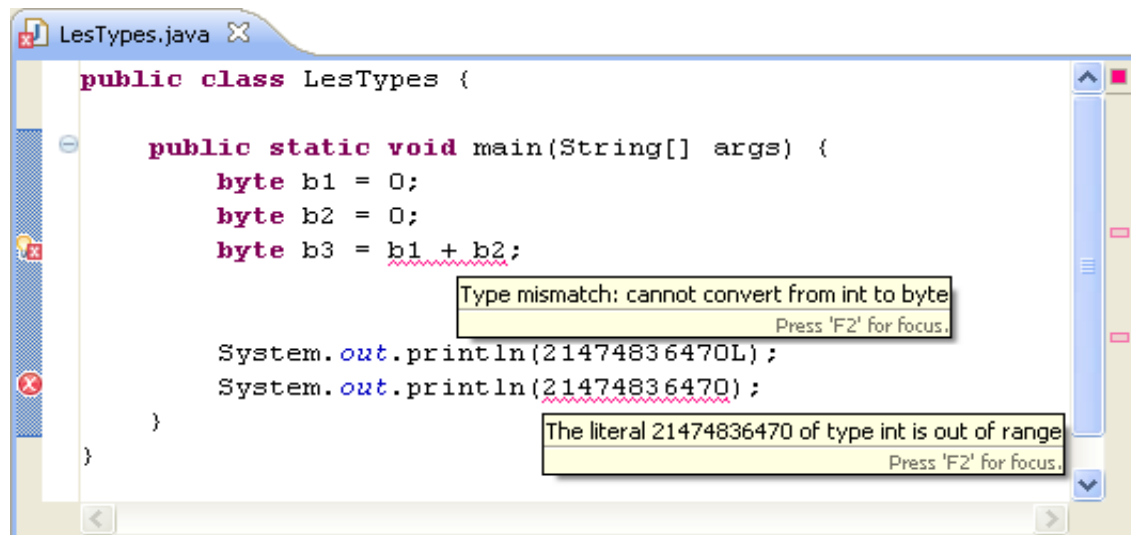 LesTypes.java
public class LesTypes {
public static void main(String[] args) {
byte b1 = 0;
byte b2 = 0;
byte b3 = b1 + b2;
Type mismatch: cannot convert from int to byte
Press 'F2' for focus.
System.out.println(21474836470L);
System.out.println(21474836470);
}
The literal 21474836470 of type int is out of range
Press 'F2' for focus.
}